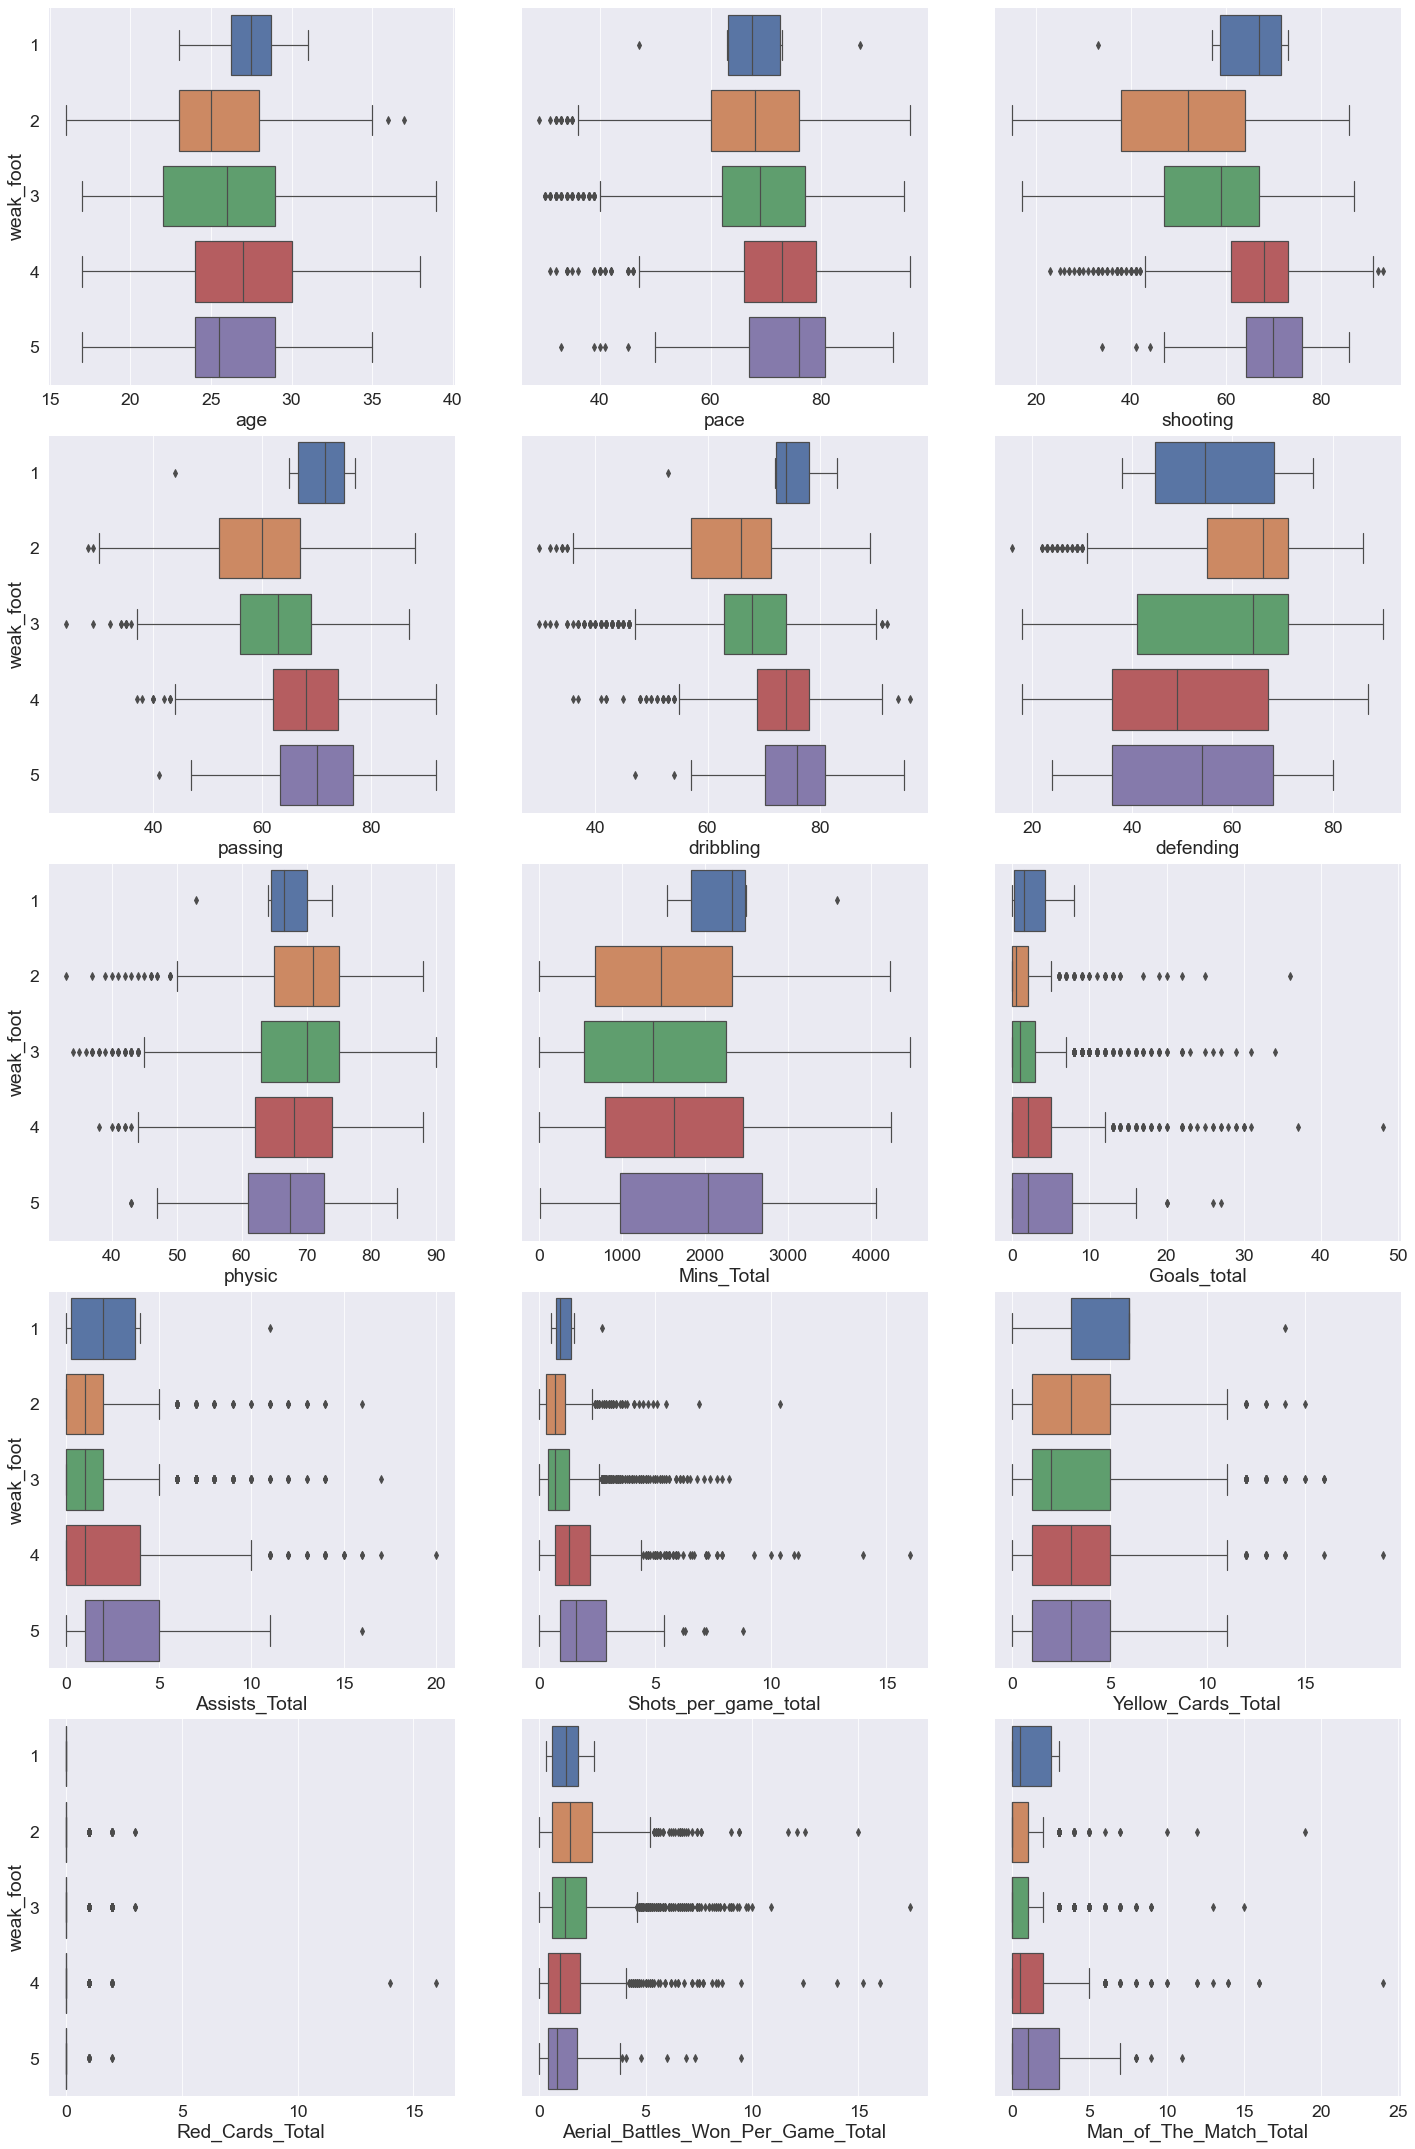 weak_foot
1
2
3
4
5
15 20 25 30 35 40
age
40 60 80
pace
20 40 60 80
shooting
weak_foot
1
2
3
4
5
40 60 80
passing
40 60 80
dribbling
20 40 60 80
defending
weak_foot
1
2
3
4
5
40 50 60 70 80 90
physic
0 1000 2000 3000 4000
Mins_Total
0 10 20 30 40 50
Goals_total
weak_foot
1
2
3
4
5
0 5 10 15 20
Assists_Total
0 5 10 15
Shots_per_game_total
0 5 10 15
Yellow_Cards_Total
weak_foot
1
2
3
4
5
0 5 10 15
Red_Cards_Total
0 5 10 15
Aerial_Battles_Won_Per_Game_Total
0 5 10 15 20 25
Man_of_The_Match_Total